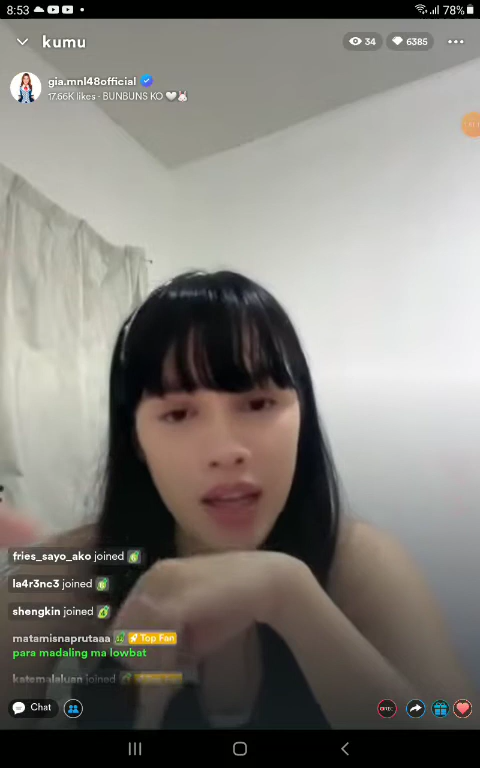 8:53
78%
kumu
34
6385
gia.mnl48official
17.66K likes · BUNBUNS KO
fries_sayo_ako joined
la4r3nc3 joined
shengkin joined
matamisnaprutaaa Top Fan
para madaling ma lowbat
katemalaluan joined
Chat